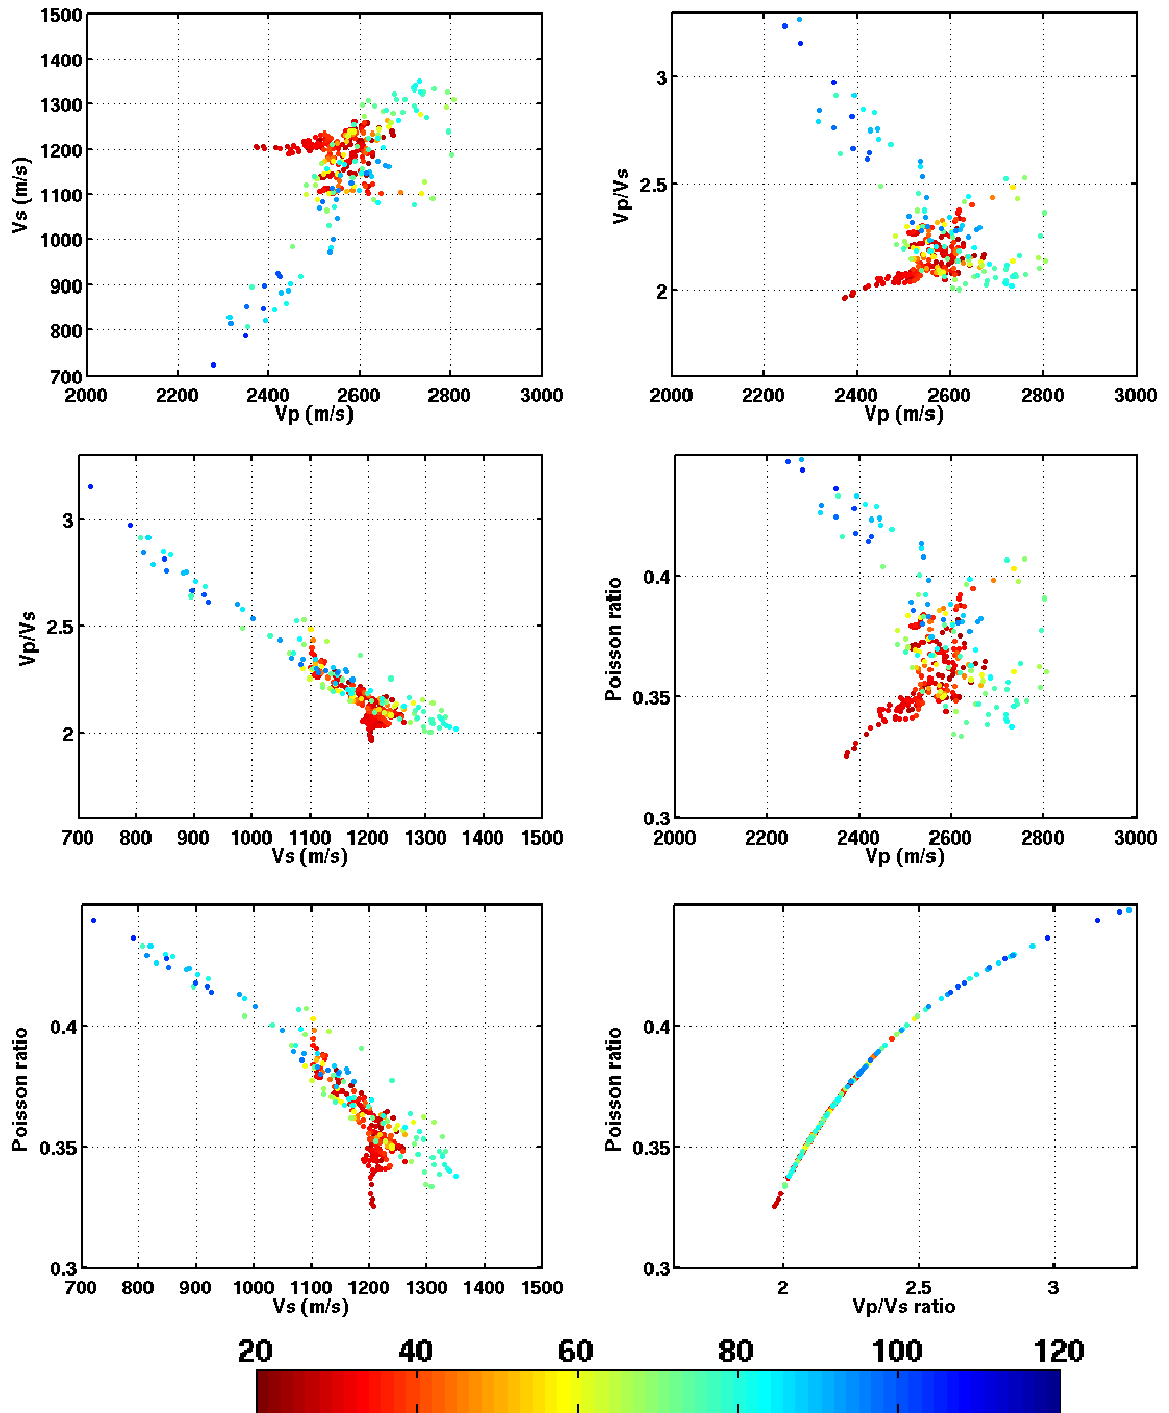 1500
1400
1300
1200
1100
1000
900
800
700
Vs (m/s)
2000 2200 2400 2600 2800 3000
Vp (m/s)
3
2.5
2
Vp/Vs
2000 2200 2400 2600 2800 3000
Vp (m/s)
3
2.5
2
Vp/Vs
700 800 900 1000 1100 1200 1300 1400 1500
Vs (m/s)
0.4
0.35
0.3
Poisson ratio
2000 2200 2400 2600 2800 3000
Vp (m/s)
0.4
0.35
0.3
Poisson ratio
700 800 900 1000 1100 1200 1300 1400 1500
Vs (m/s)
0.4
0.35
0.3
Poisson ratio
2 2.5 3
Vp/Vs ratio
20 40 60 80 100 120